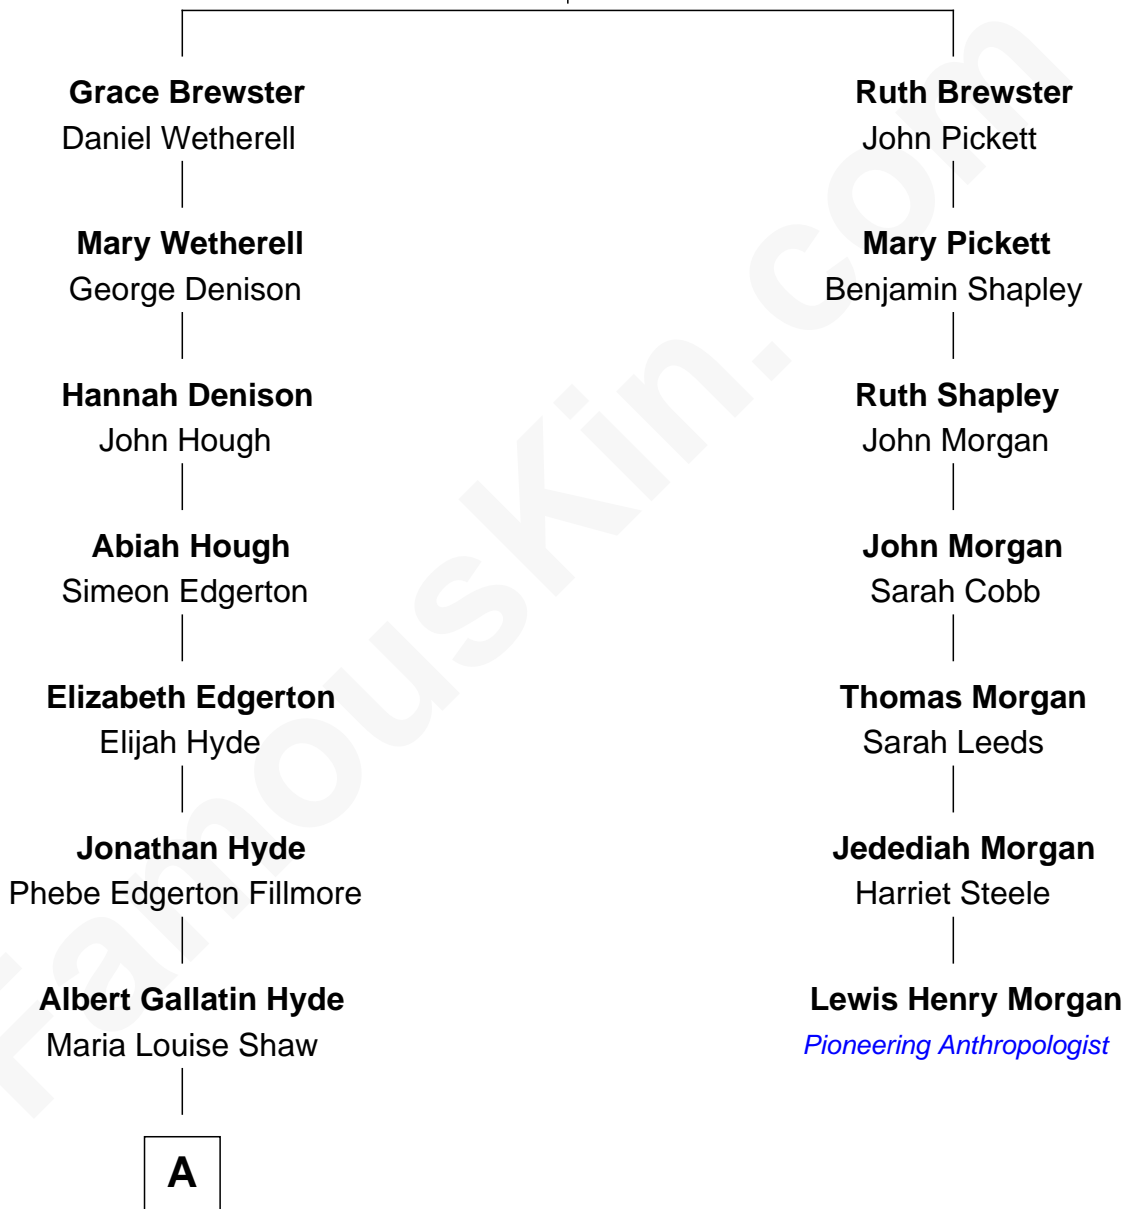 Grace Brewster
Daniel Wetherell
Mary Wetherell
George Denison
Hannah Denison
John Hough
Abiah Hough
Simeon Edgerton
Elizabeth Edgerton
Elijah Hyde
Jonathan Hyde
Phebe Edgerton Fillmore
Albert Gallatin Hyde
Maria Louise Shaw
A
Ruth Brewster
John Pickett
Mary Pickett
Benjamin Shapley
Ruth Shapley
John Morgan
John Morgan
Sarah Cobb
Thomas Morgan
Sarah Leeds
Jedediah Morgan
Harriet Steele
Lewis Henry Morgan
Pioneering Anthropologist
FamousKin.com